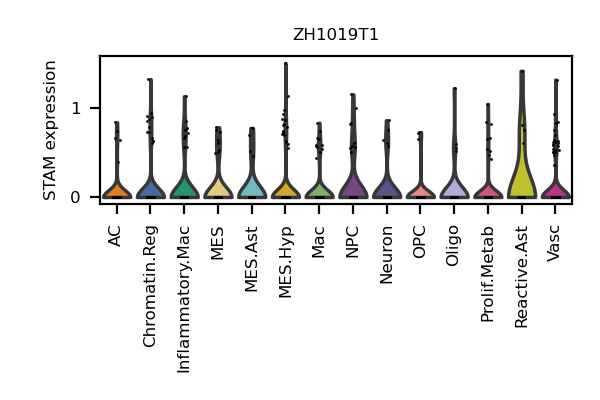 ZH1019T1
STAM expression
1
0
AC
Chromatin.Reg
Inflammatory.Mac
MES
MES.Ast
MES.Hyp
Mac
NPC
Neuron
OPC
Oligo
Prolif.Metab
Reactive.Ast
Vasc